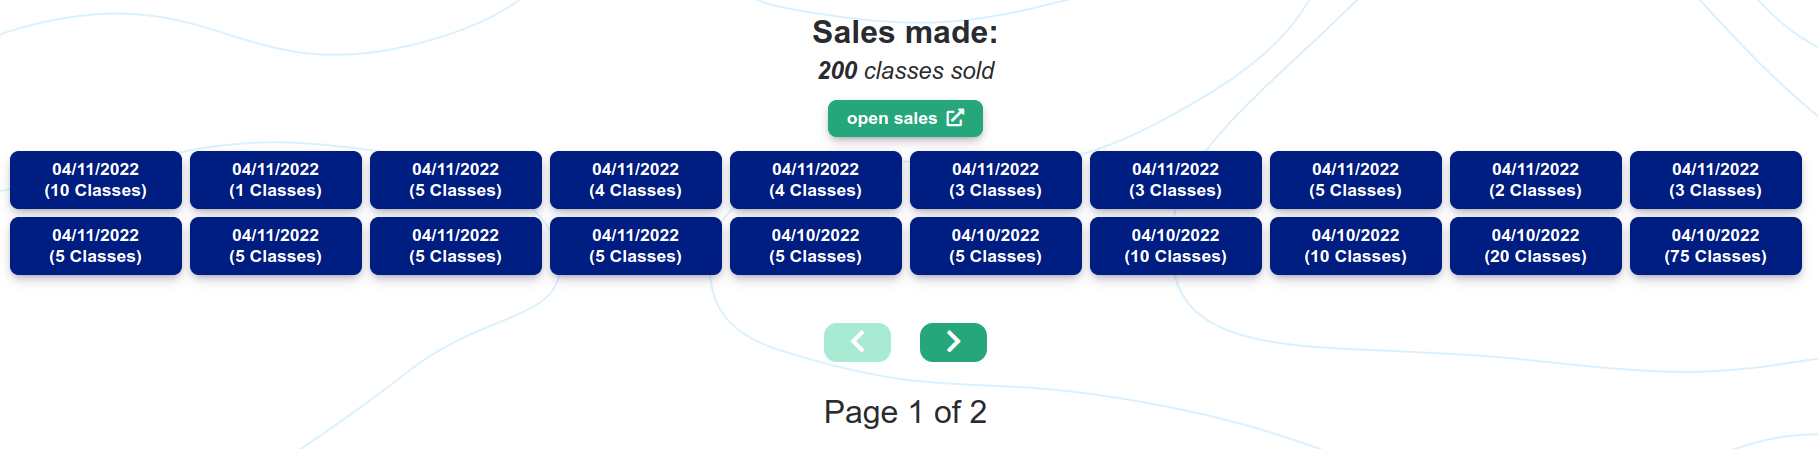 Sales made:
200 classes sold
open sales
04/11/2022 04/11/2022 04/11/2022 04/11/2022 04/11/2022 04/11/2022 04/11/2022 04/11/2022 04/11/2022 04/11/2022
(10 Classes) (1 Classes) (5 Classes) (4 Classes) (4 Classes) (3 Classes) (3 Classes) (5 Classes) (2 Classes) (3 Classes)
04/11/2022 04/11/2022 04/11/2022 04/11/2022 04/10/2022 04/10/2022 04/10/2022 04/10/2022 04/10/2022 04/10/2022
(5 Classes) (5 Classes) (5 Classes) (5 Classes) (5 Classes) (5 Classes) (10 Classes) (10 Classes) (20 Classes) (75 Classes)
Page 1 of 2